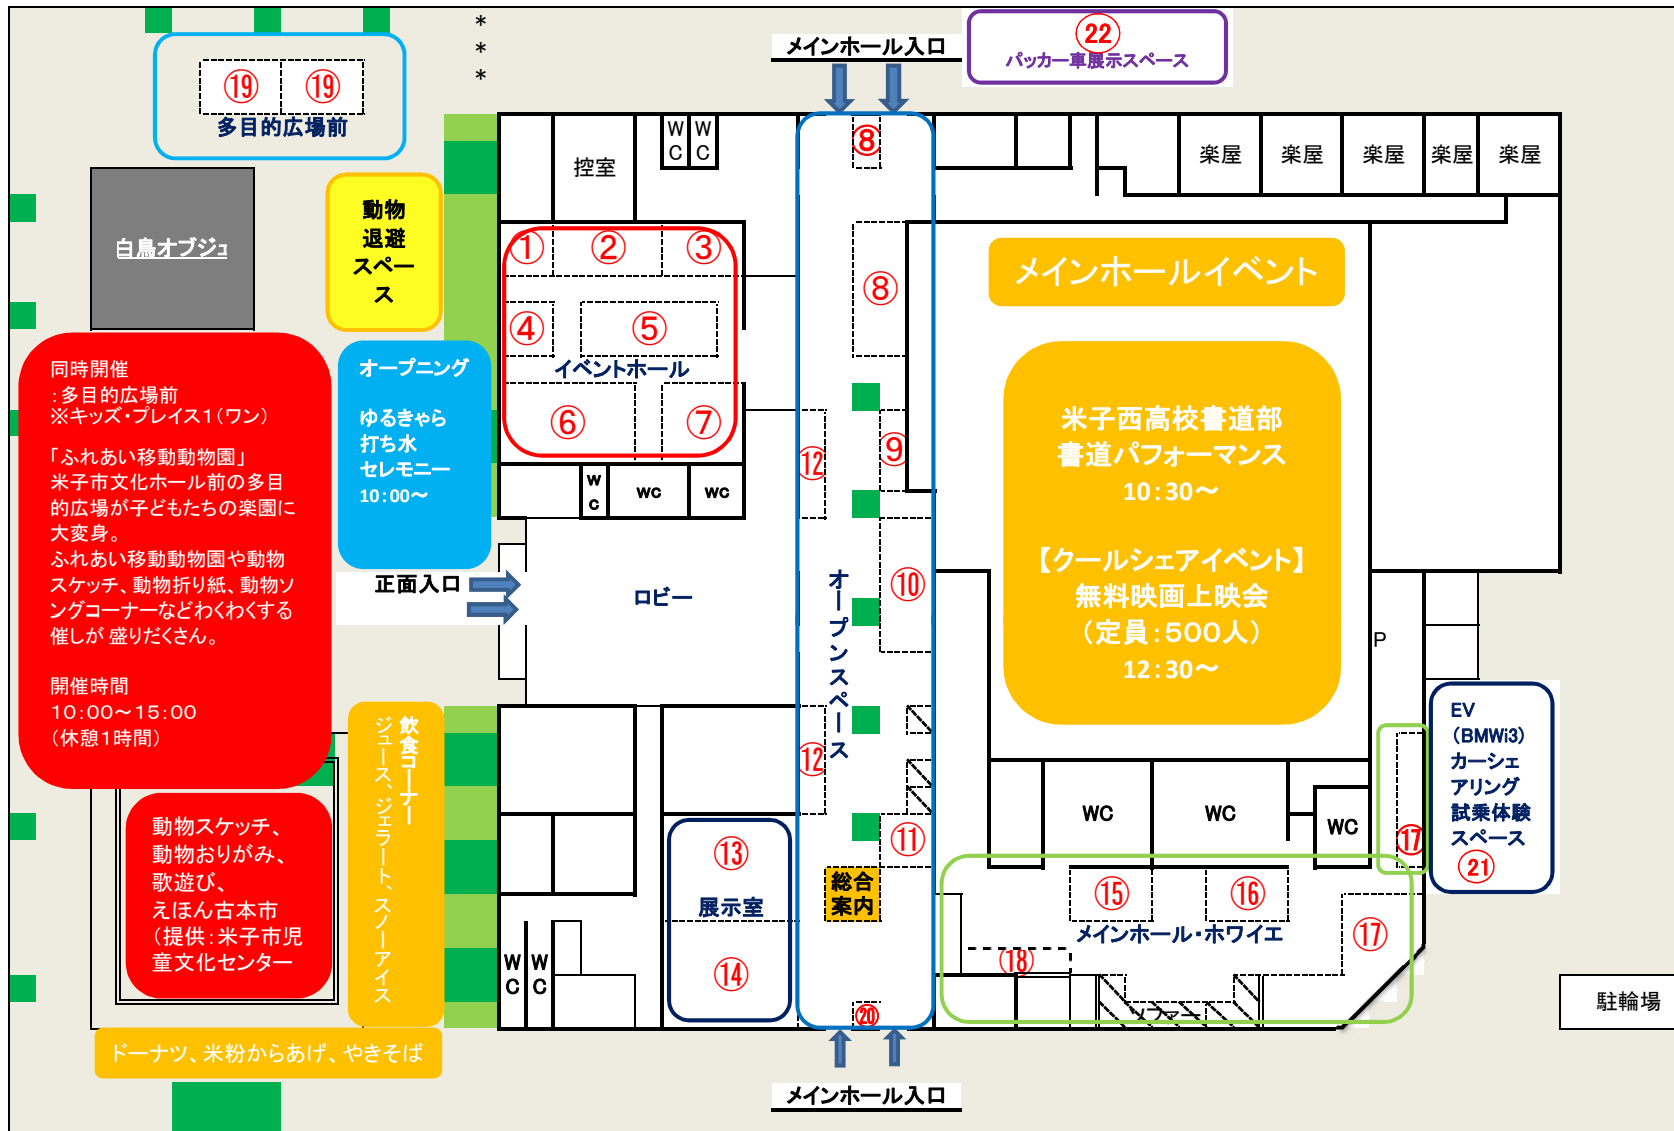 ＊
＊
＊
メインホール入口
㉒
パッカー車展示スペース
⑲ ⑲
多目的広場前
白鳥オブジェ
動物
退避
スペー
ス
控室
WC
WC
⑧
楽屋 楽屋 楽屋 楽屋 楽屋
① ② ③
④ ⑤
イベントホール
⑥ ⑦
⑧
メインホールイベント
米子西高校書道部
書道パフォーマンス
10：30～
【クールシェアイベント】
無料映画上映会
（定員：500人）
12：30～
同時開催
：多目的広場前
※キッズ・プレイス1（ワン）
「ふれあい移動動物園」
米子市文化ホール前の多目
的広場が子どもたちの楽園に
大変身。
ふれあい移動動物園や動物
スケッチ、動物折り紙、動物ソ
ングコーナーなどわくわくする
催しが 盛りだくさん。
開催時間
10：00～15：00
（休憩1時間）
オープニング
ゆるきゃら
打ち水
セレモニー
10：00～
WC
WC
WC
⑫
⑨
⑩
正面入口
ロビー
オープンスペース
P
⑫
⑪
飲食コーナー
ジュース、ジェラート、スノーアイス
動物スケッチ、
動物おりがみ、
歌遊び、
えほん古本市
（提供：米子市児
童文化センター
ドーナツ、米粉からあげ、やきそば
WC
WC
⑬
展示室
⑭
総合
案内
⑳
WC
WC
WC
⑰
EV
（BMWi3）
カーシェ
アリング
試乗体験
スペース
㉑
⑮ ⑯
メインホール・ホワイエ
⑰
⑱
ソファー
駐輪場
メインホール入口